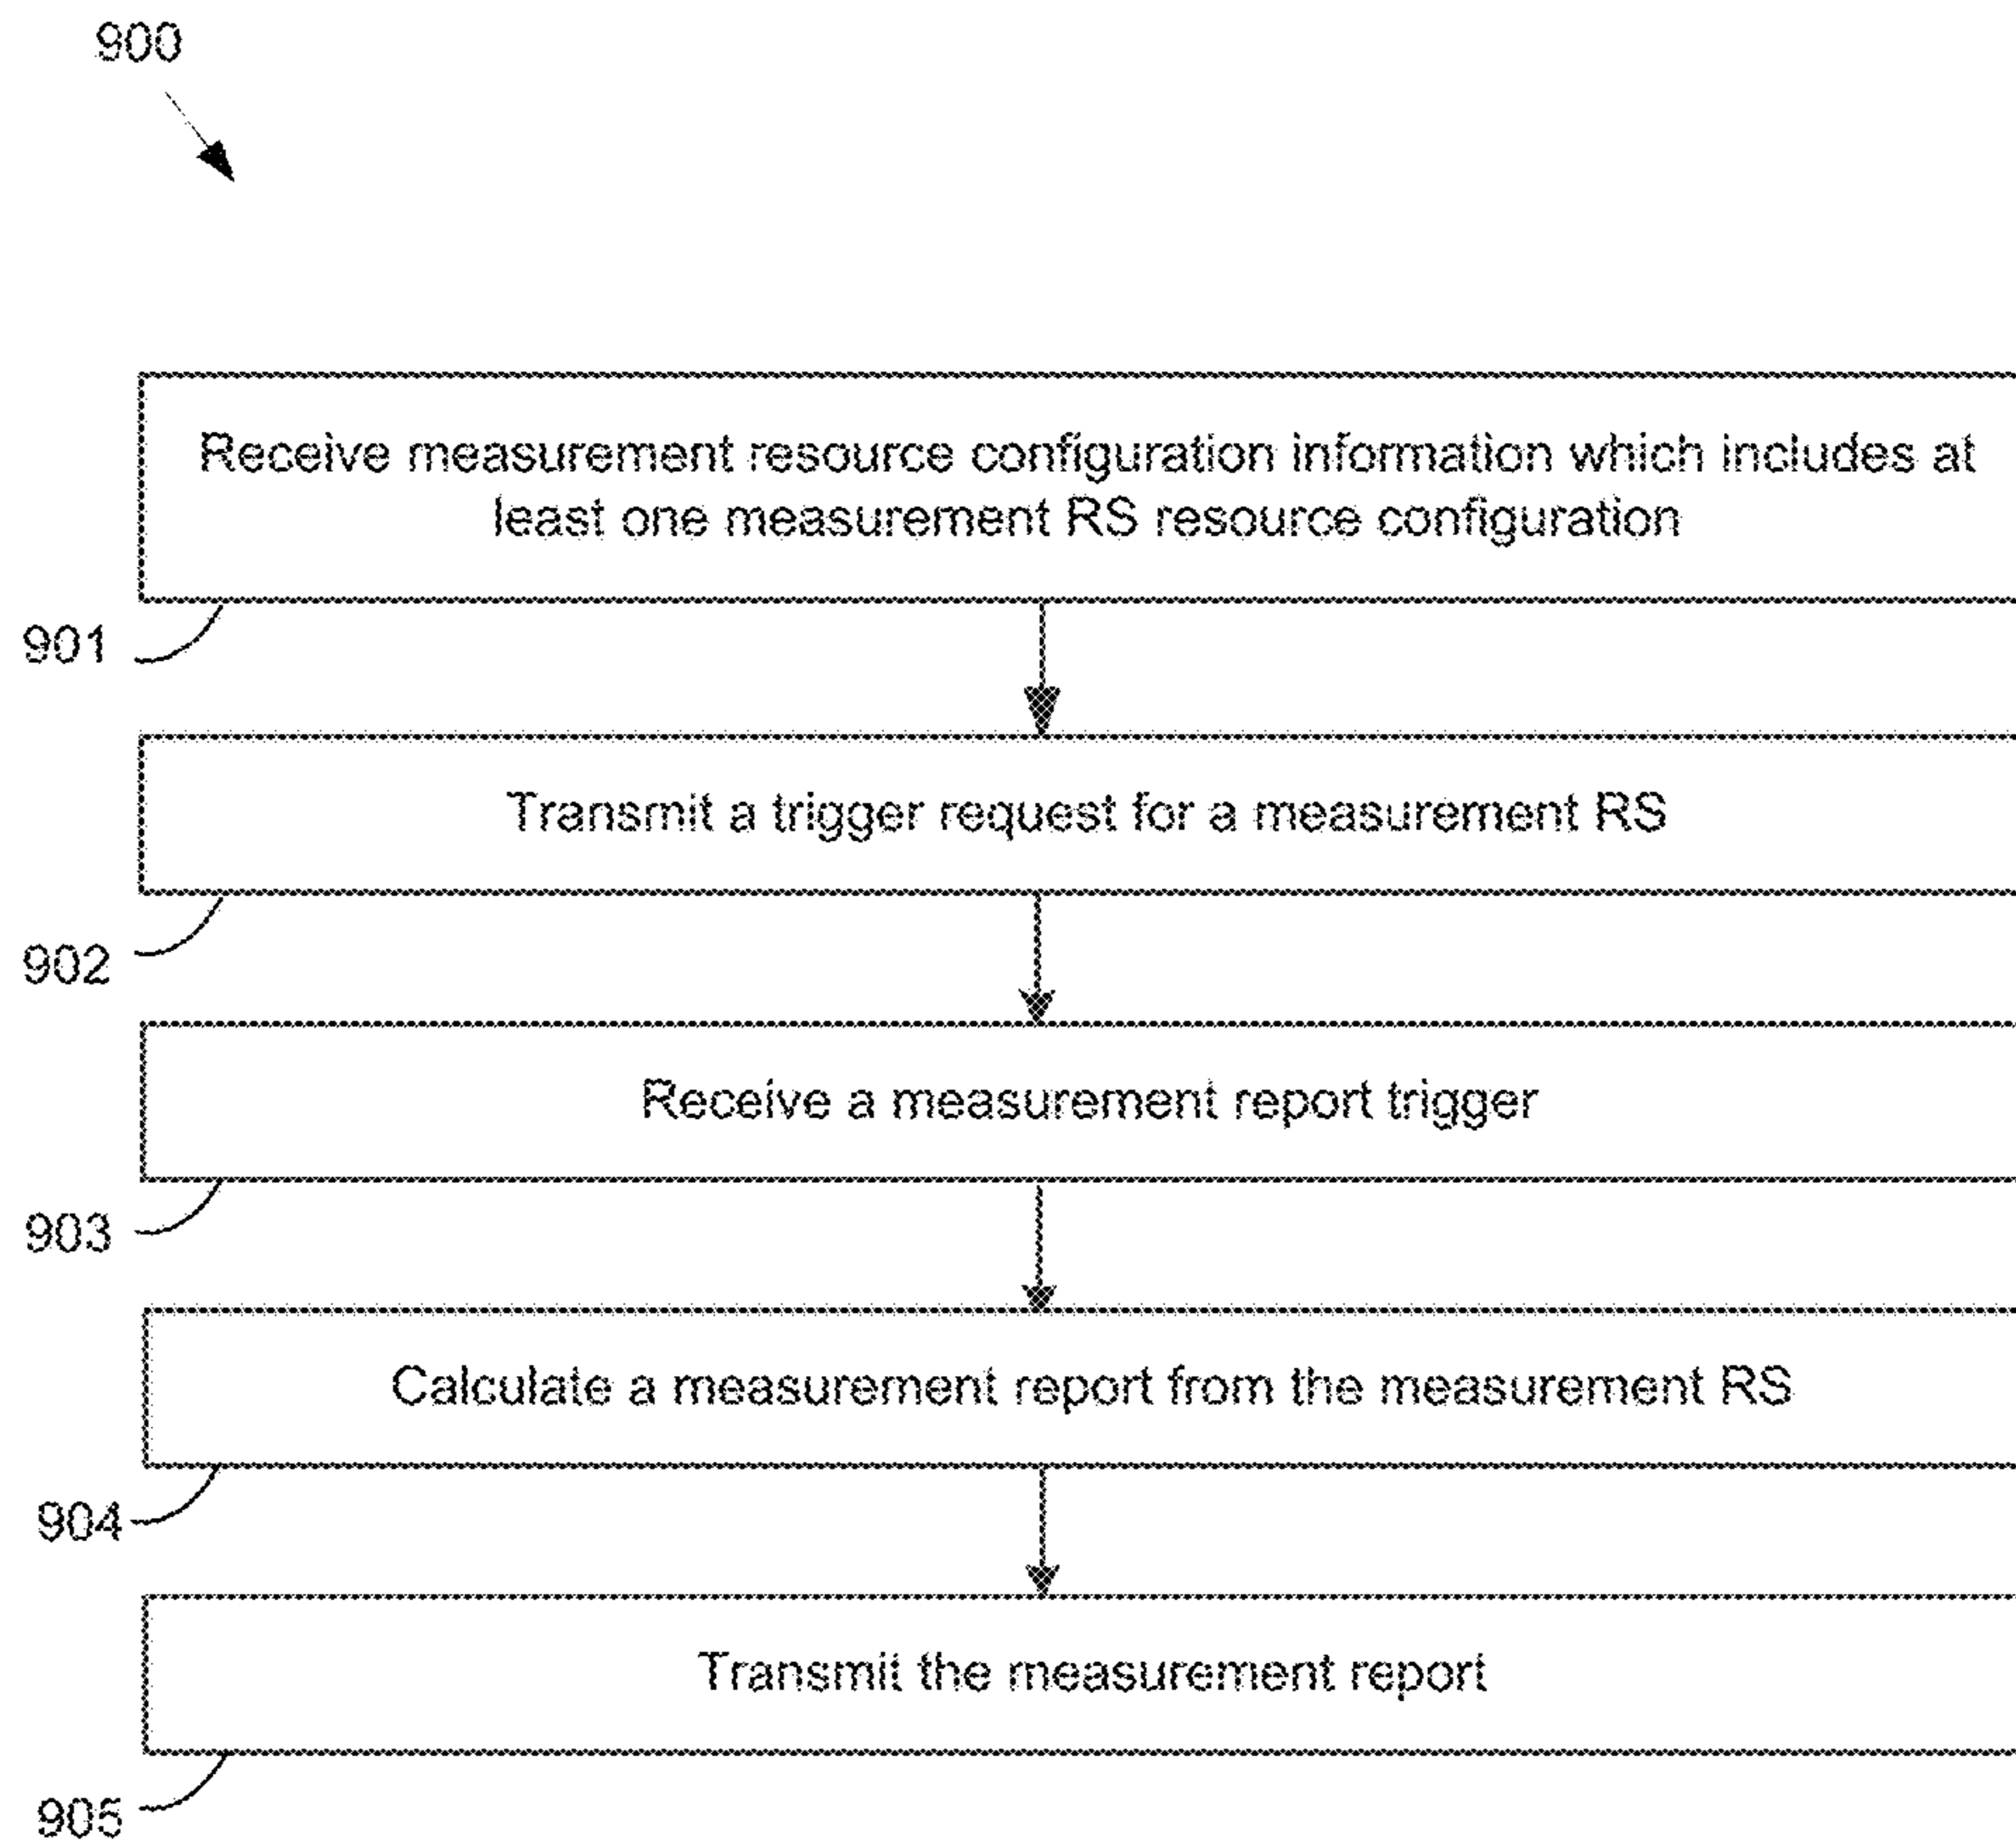 900
Receive measurement resource configuration information which includes at
least one measurement RS resource configuration
901
Transmit a trigger request for a measurement RS
902
Receive a measurement report trigger
903
Calculate a measurement report from the measurement RS
904
Transmit the measurement report
905